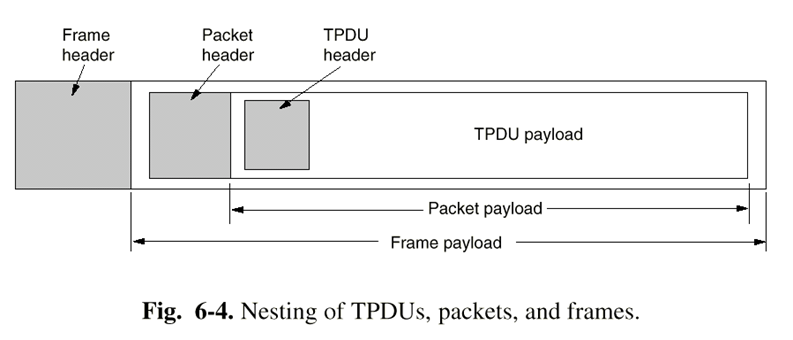 Frame
header
Packet
header
TPDU
header
TPDU payload
Packet payload
Frame payload
Fig. 6-4. Nesting of TPDUs, packets, and frames.